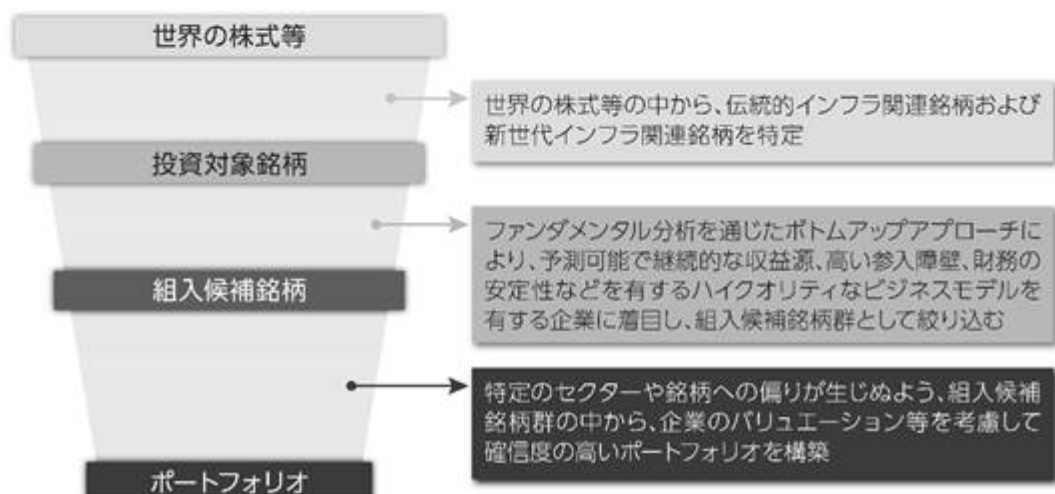 世界の株式等
世界の株式等の中から、伝統的インフラ関連銘柄および
新世代インフラ関連銘柄を特定
投資対象銘柄
ファンダメンタル分析を通じたボトムアップアプローチに
より、予測可能で継続的な収益源、高い参入障壁、財務の
安定性などを有するハイクオリティなビジネスモデルを
有する企業に着目し、組入候補銘柄群として絞り込む
組入候補銘柄
特定のセクターや銘柄への偏りが生じぬよう、組入候補
銘柄群の中から、企業のバリュエーション等を考慮して
確信度の高いポートフォリオを構築
ポートフォリオ